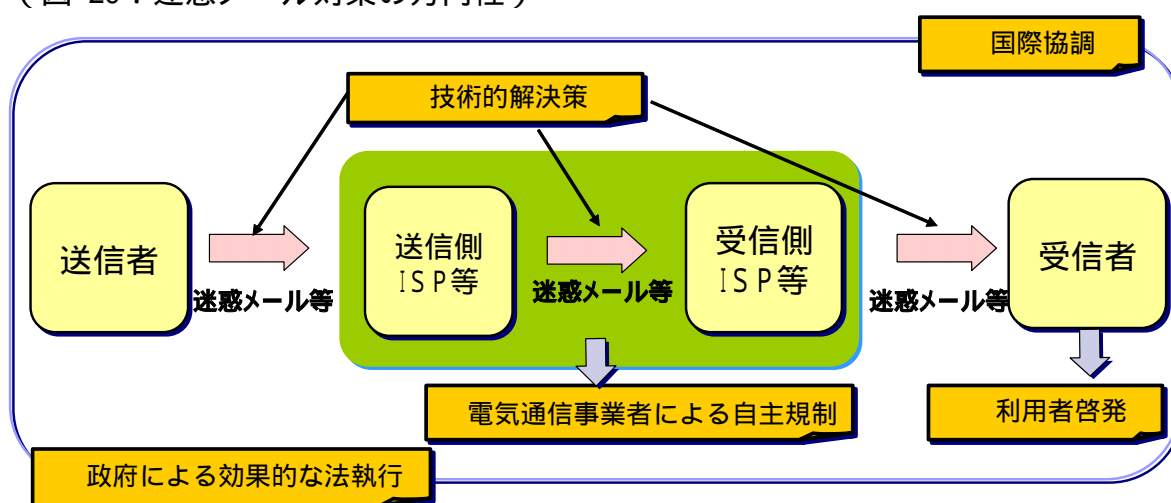 国際協調
技術的解決策
送信者
迷惑メール等
送信側
ISP等
迷惑メール等
受信側
ISP等
迷惑メール等
受信者
電気通信事業者による自主規制
利用者啓発
政府による効果的な法執行